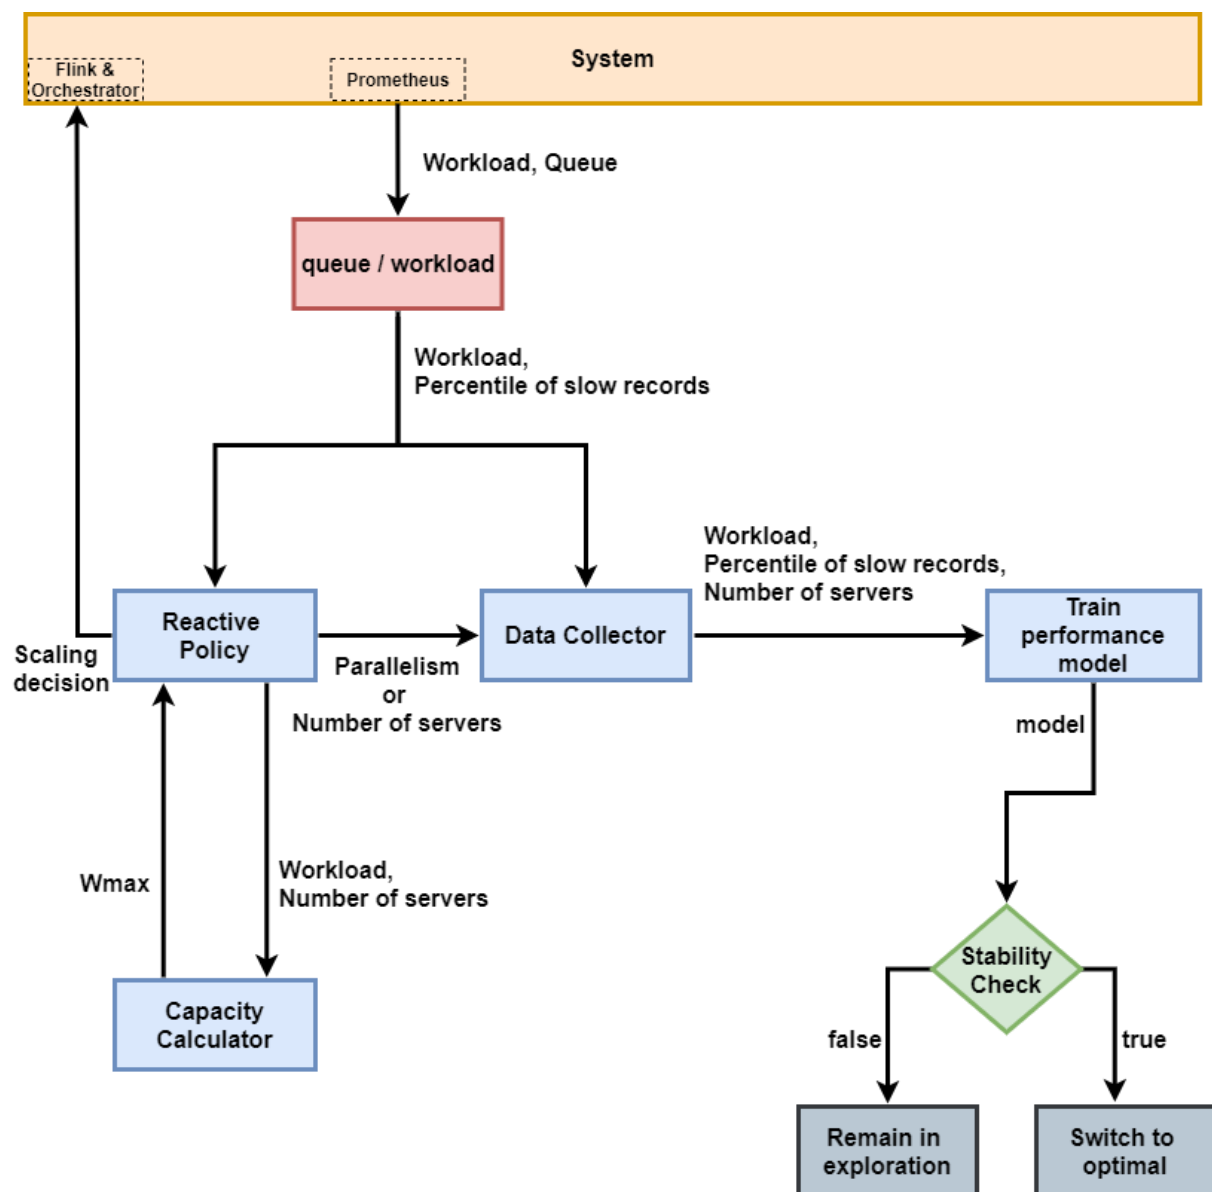 System
Flink &
Orchestrator
Prometheus
Workload, Queue
queue / workload
Workload,
Percentile of slow records
Workload,
Percentile of slow records,
Number of servers
Reactive
Policy
Data Collector
Train
performance
model
Scaling
decision
Parallelism
or
Number of servers
model
Wmax
Workload,
Number of servers
Stability
Check
Capacity
Calculator
false
true
Remain in
exploration
Switch to
optimal